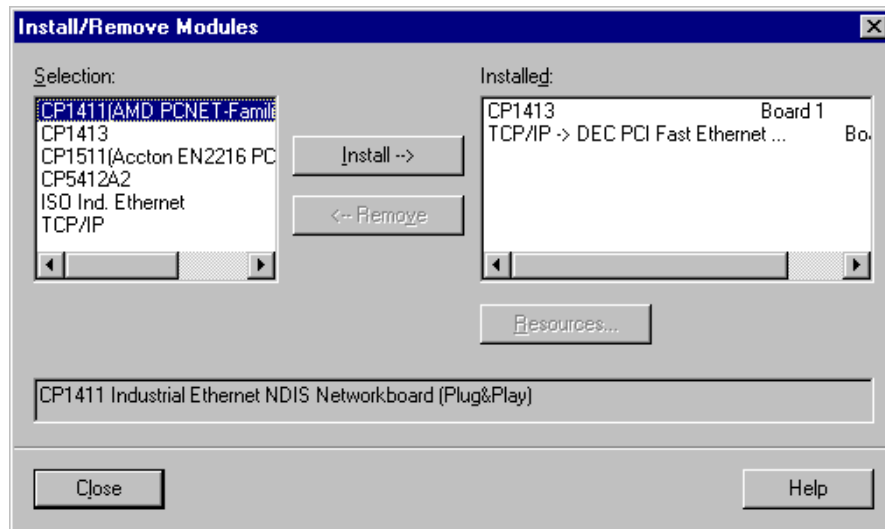 Install/Remove Modules
Selection:
CP1411(AMD PCNET-Famil
CP1413
CP1511(Accton EN2216 PC
CP5412A2
ISO Ind. Ethernet
TCP/IP
Install -->
<-- Remove
Installed:
CP1413 Board 1
TCP/IP -> DEC PCI Fast Ethernet ... Bo
Resources...
CP1411 Industrial Ethernet NDIS Networkboard (Plug&Play)
Close
Help